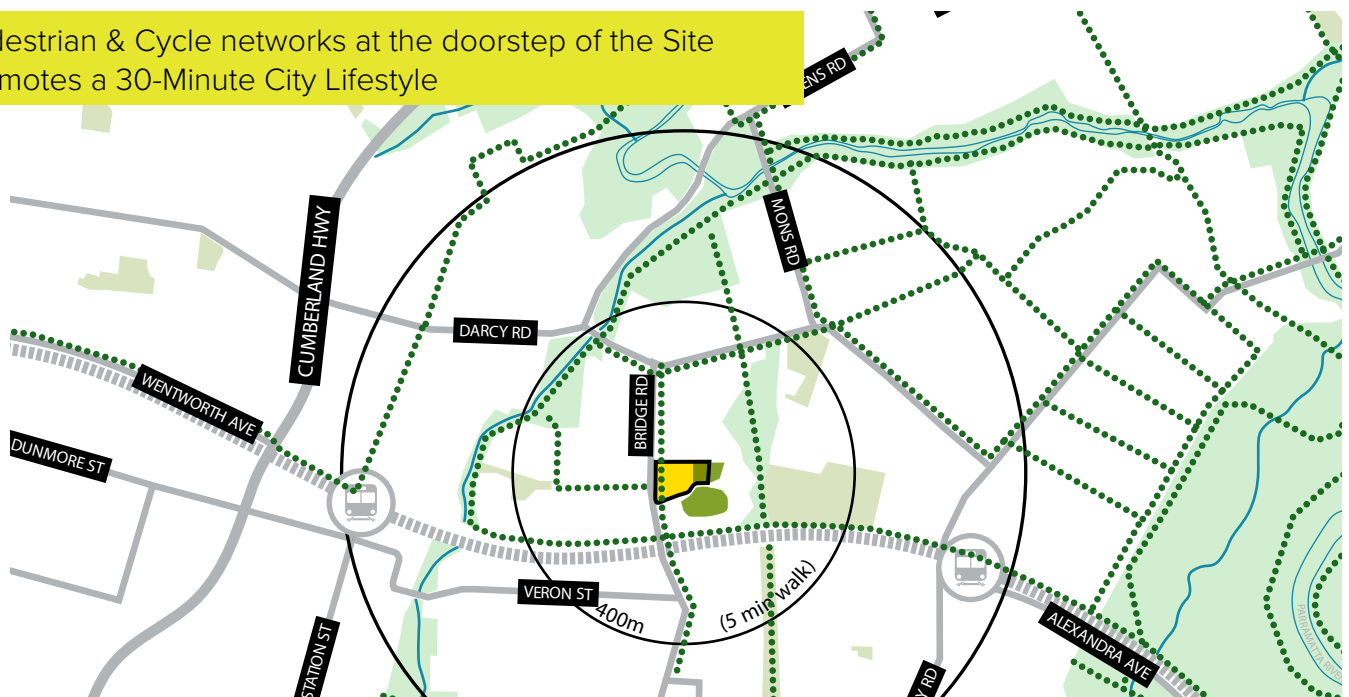 destrian & Cycle networks at the doorstep of the Site
motes a 30-Minute City Lifestyle
ENS RD
CUMBERLAND HWY
MONS RD
DARCY RD
WENTWORTH AVE
BRIDGE RD
DUNMORE ST
VERON ST
400m
(5 min walk)
STATION ST
ALEXANDRA AVE
Y RD
PARRAMATTA RIVER